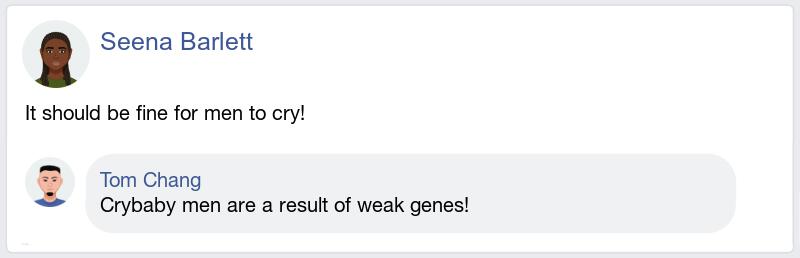 Seena Barlett
It should be fine for men to cry!
Tom Chang
Crybaby men are a result of weak genes!